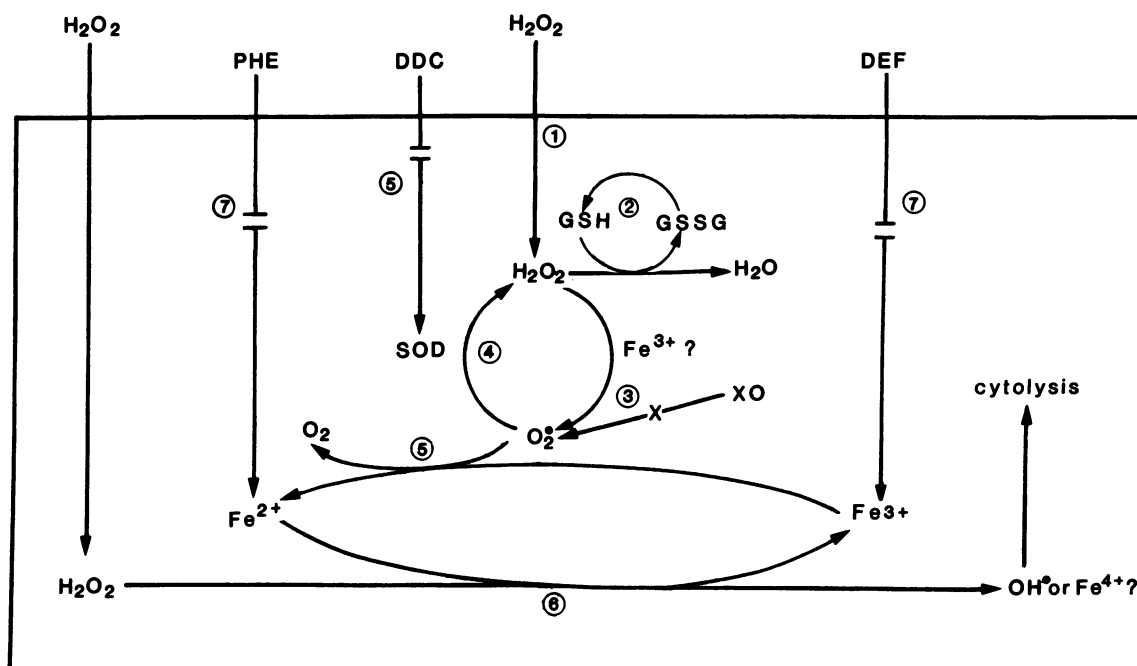 H₂O₂
H₂O₂
PHE
DDC
DEF
①
⑤
⑦
②
⑦
GSH
GSSG
H₂O₂
H₂O
SOD
④
Fe³⁺ ?
③
X
XO
cytolysis
O₂
⑤
O₂•
Fe²⁺
Fe3+
H₂O₂
⑥
OH• or Fe⁴⁺?